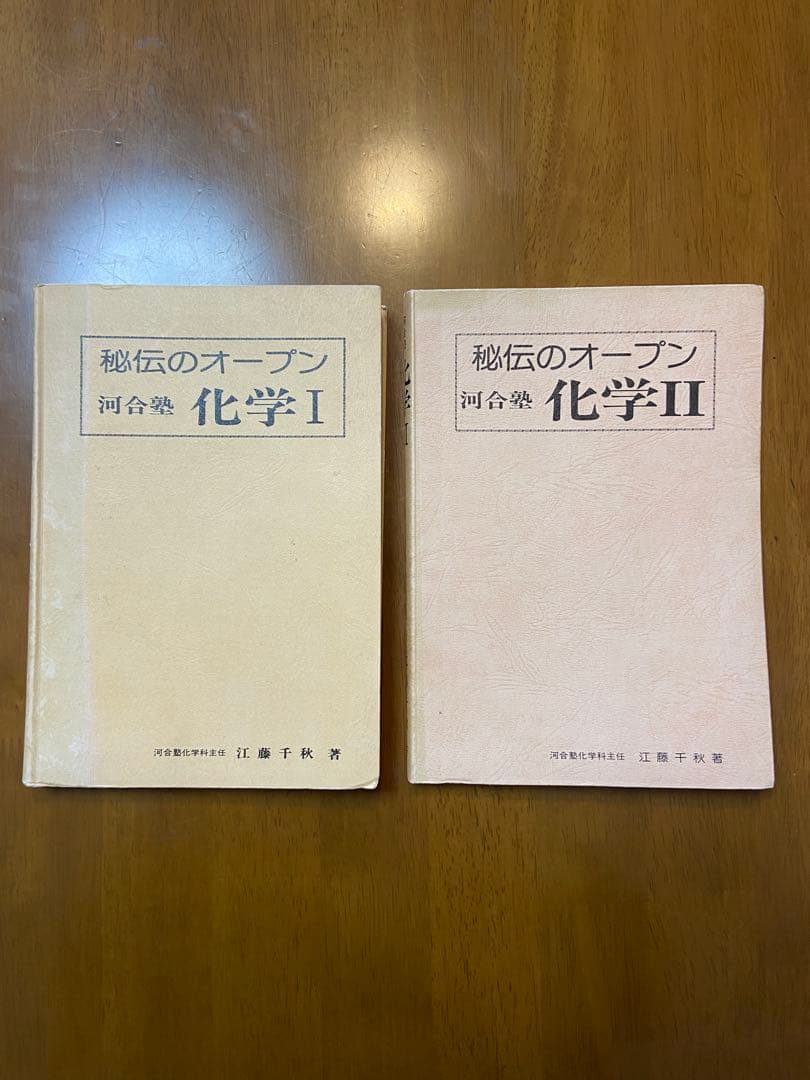 秘伝のオープン
河合塾 化学I
河合塾化学科主任 江藤千秋 著
秘伝のオープン
河合塾 化学II
河合塾化学科主任 江藤千秋著